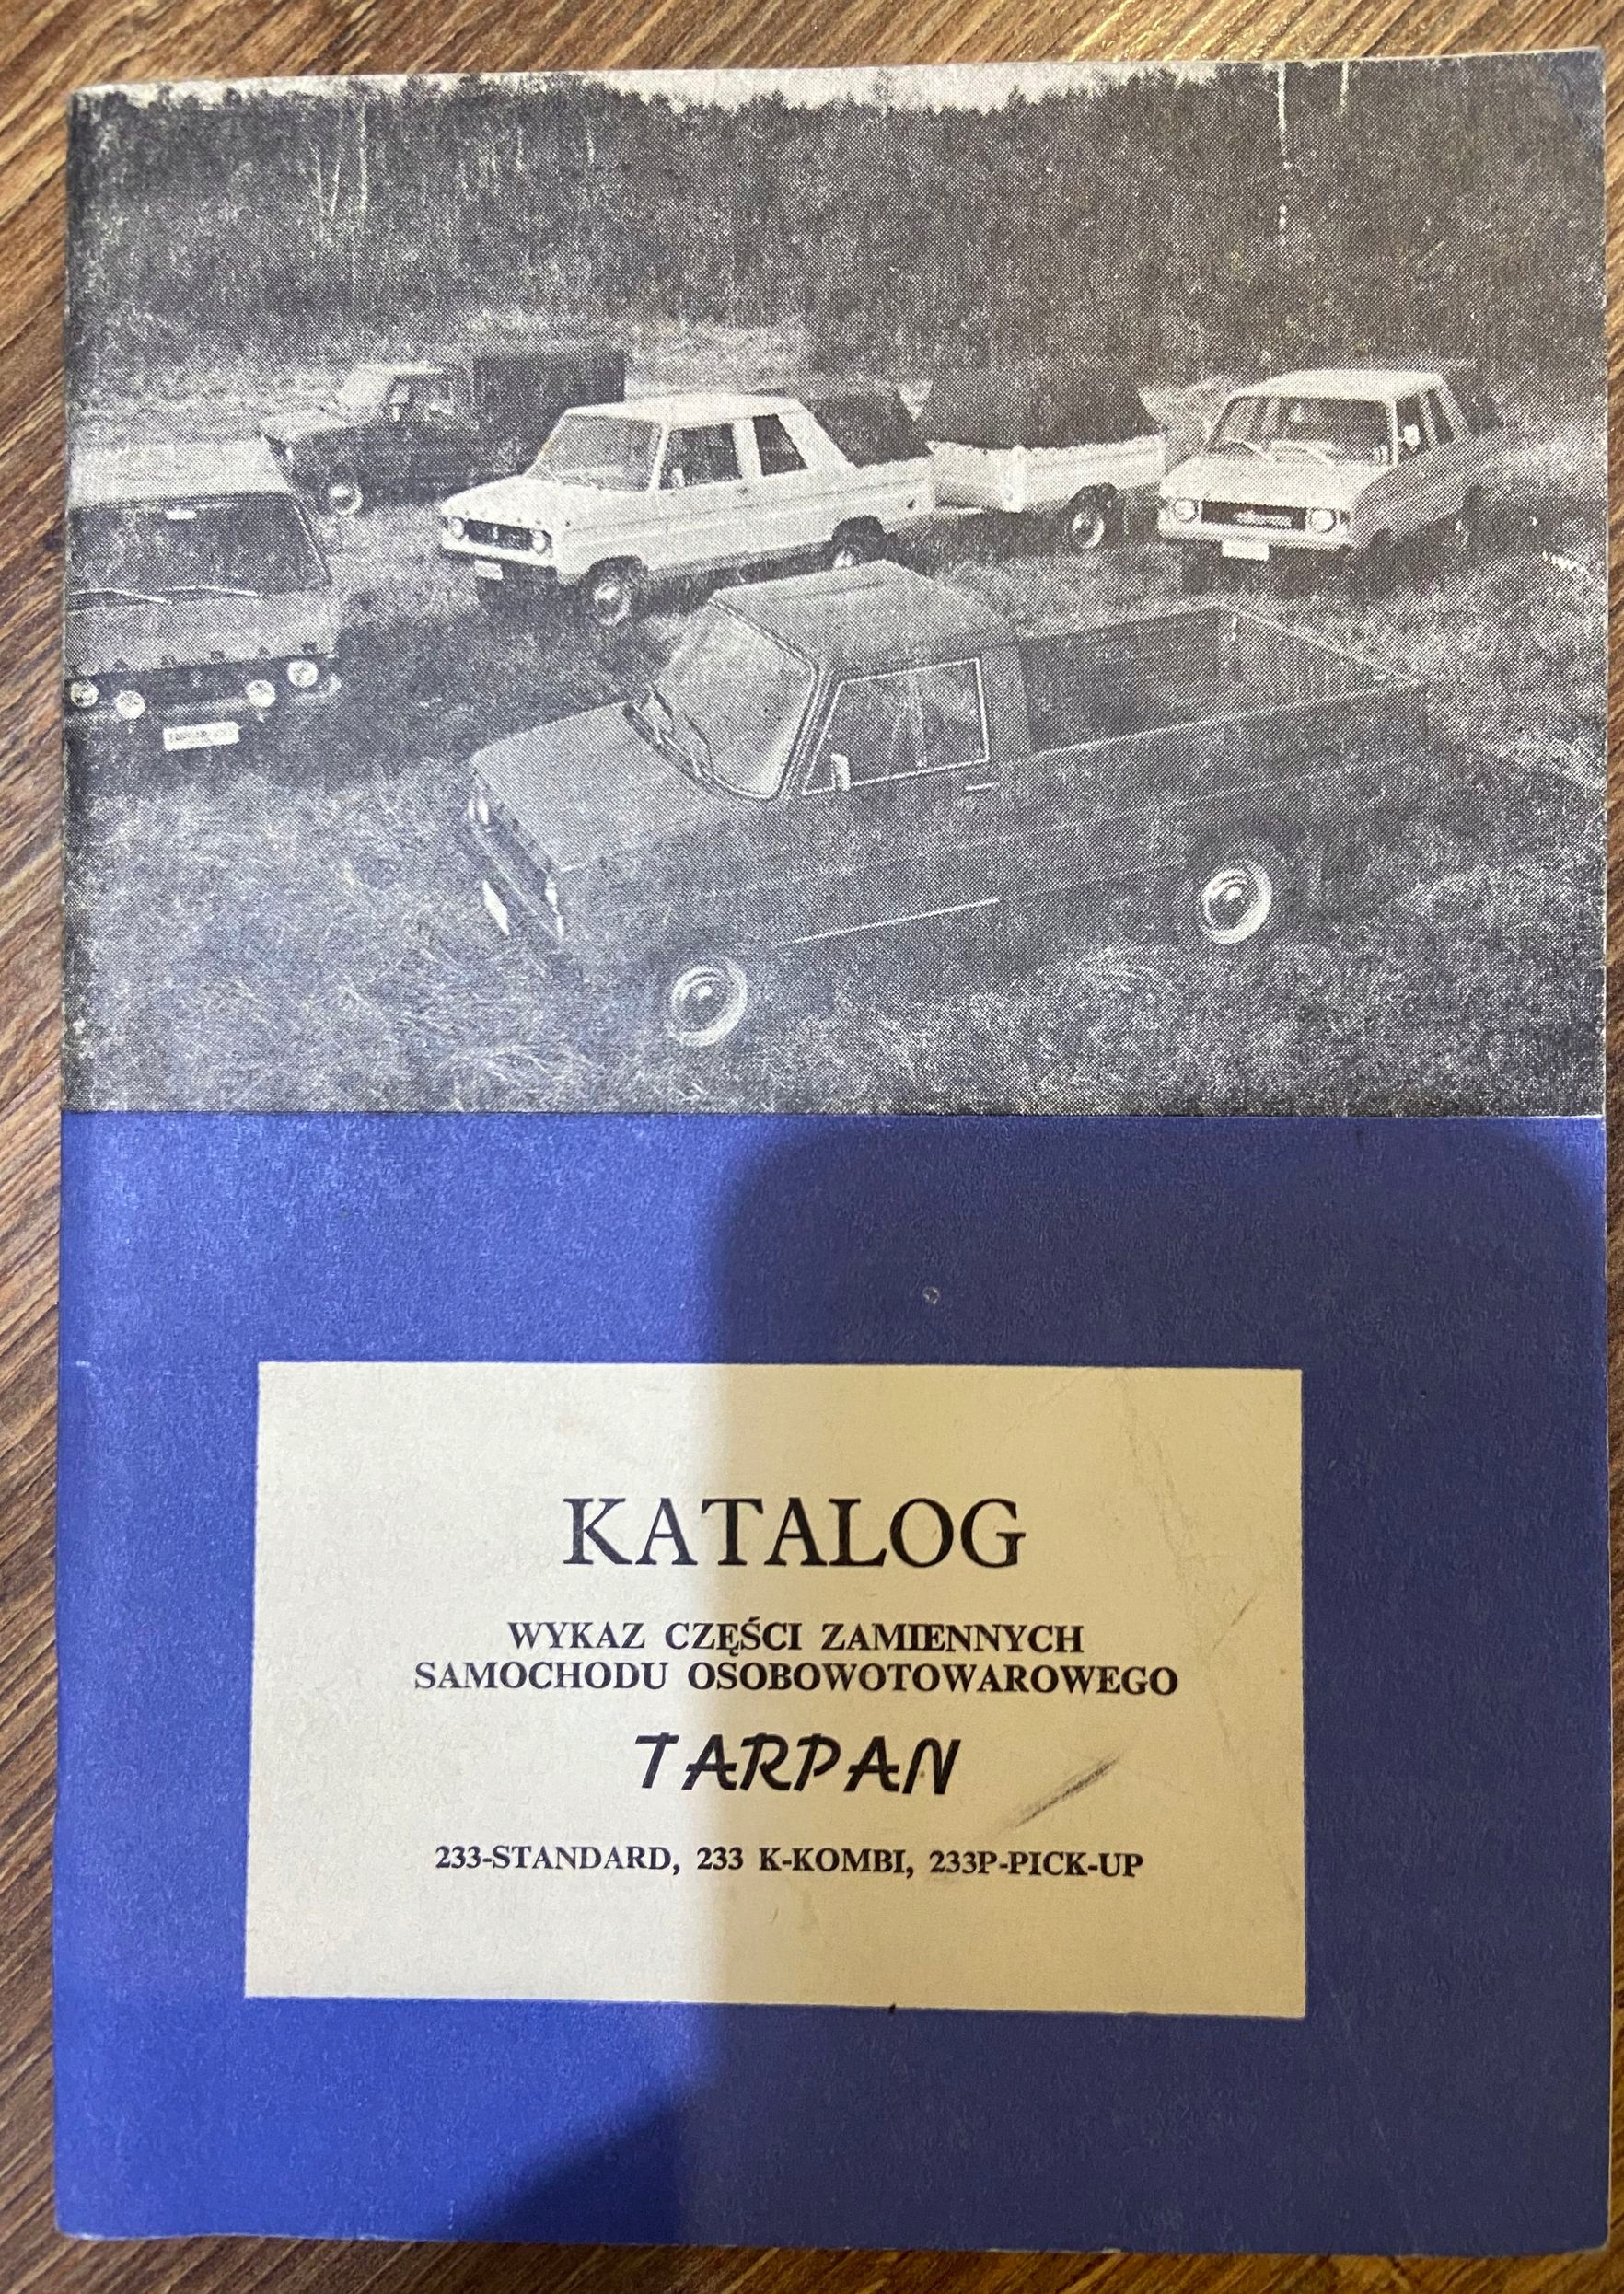 KATALOG
WYKAZ CZĘŚCI ZAMIENNYCH
SAMOCHODU OSOBOWOTOWAROWEGO
TARPAN
233-STANDARD, 233 K-KOMBI, 233P-PICK-UP